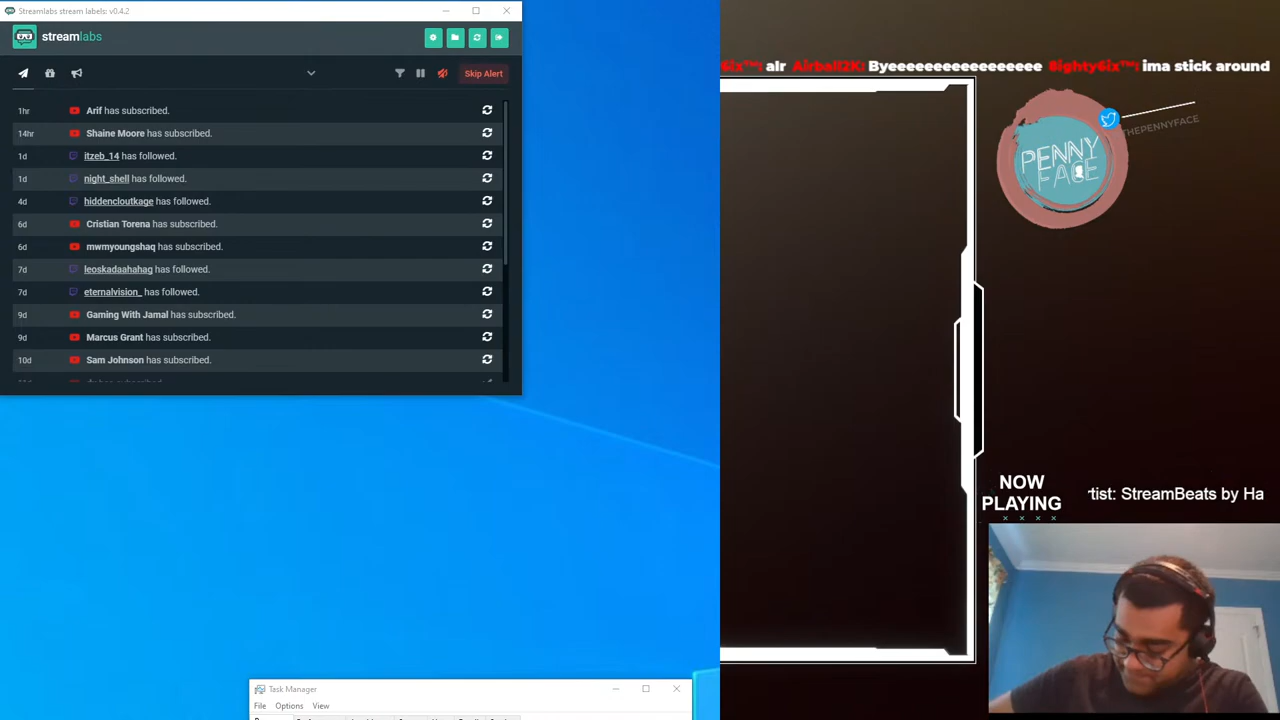 Streamlabs stream labels: v0.4.2
streamlabs
Skip Alert
1hr Arif has subscribed.
14hr Shaine Moore has subscribed.
1d itzeb_14 has followed.
1d night_shell has followed.
4d hiddencloutkage has followed.
6d Cristian Torena has subscribed.
6d mwmyoungshaq has subscribed.
7d leoskadaahahag has followed.
7d eternalvision_ has followed.
9d Gaming With Jamal has subscribed.
9d Marcus Grant has subscribed.
10d Sam Johnson has subscribed.
Task Manager
File Options View
6ix™: alr Airball2K: Byeeeeeeeeeeeeeeeee 8ighty6ix™: ima stick around
THEPENNYFACE
PENNY
FACE
NOW
PLAYING
rtist: StreamBeats by Ha